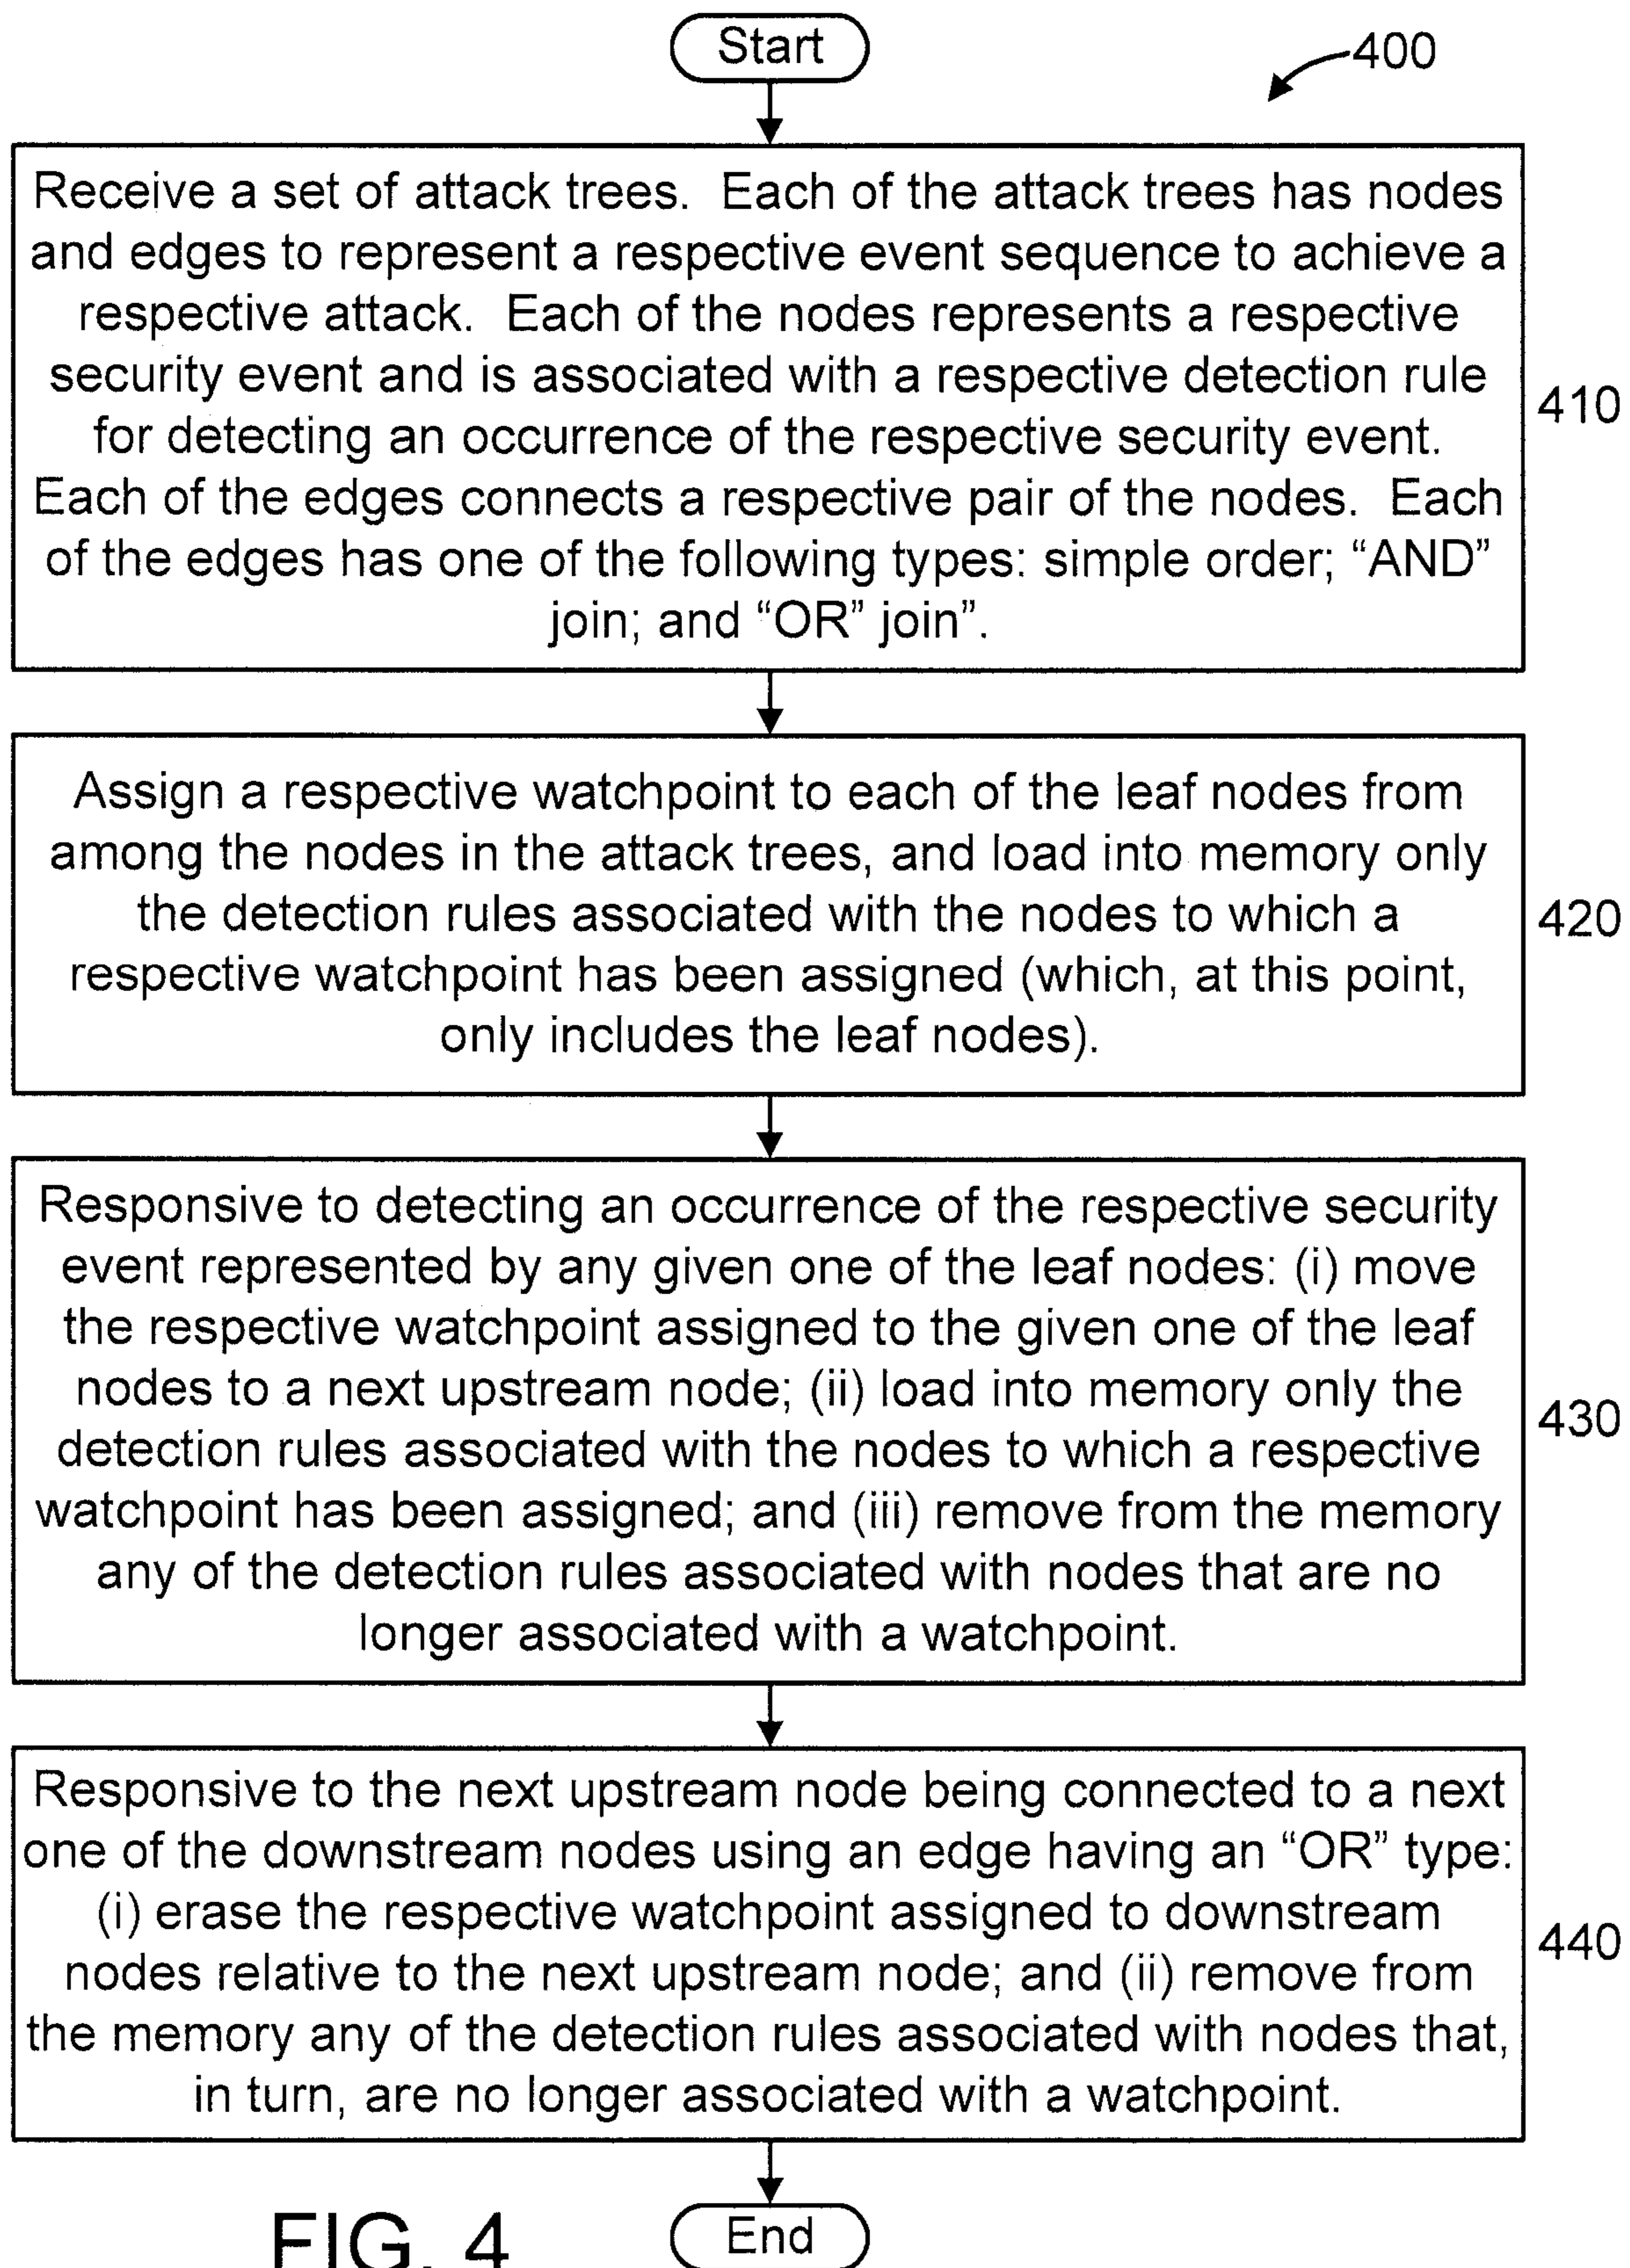 Start
400
Receive a set of attack trees. Each of the attack trees has nodes
and edges to represent a respective event sequence to achieve a
respective attack. Each of the nodes represents a respective
security event and is associated with a respective detection rule
for detecting an occurrence of the respective security event.
Each of the edges connects a respective pair of the nodes. Each
of the edges has one of the following types: simple order; “AND”
join; and “OR” join”.
410
Assign a respective watchpoint to each of the leaf nodes from
among the nodes in the attack trees, and load into memory only
the detection rules associated with the nodes to which a
respective watchpoint has been assigned (which, at this point,
only includes the leaf nodes).
420
Responsive to detecting an occurrence of the respective security
event represented by any given one of the leaf nodes: (i) move
the respective watchpoint assigned to the given one of the leaf
nodes to a next upstream node; (ii) load into memory only the
detection rules associated with the nodes to which a respective
watchpoint has been assigned; and (iii) remove from the memory
any of the detection rules associated with nodes that are no
longer associated with a watchpoint.
430
Responsive to the next upstream node being connected to a next
one of the downstream nodes using an edge having an “OR” type:
(i) erase the respective watchpoint assigned to downstream
nodes relative to the next upstream node; and (ii) remove from
the memory any of the detection rules associated with nodes that,
in turn, are no longer associated with a watchpoint.
440
End
FIG. 4